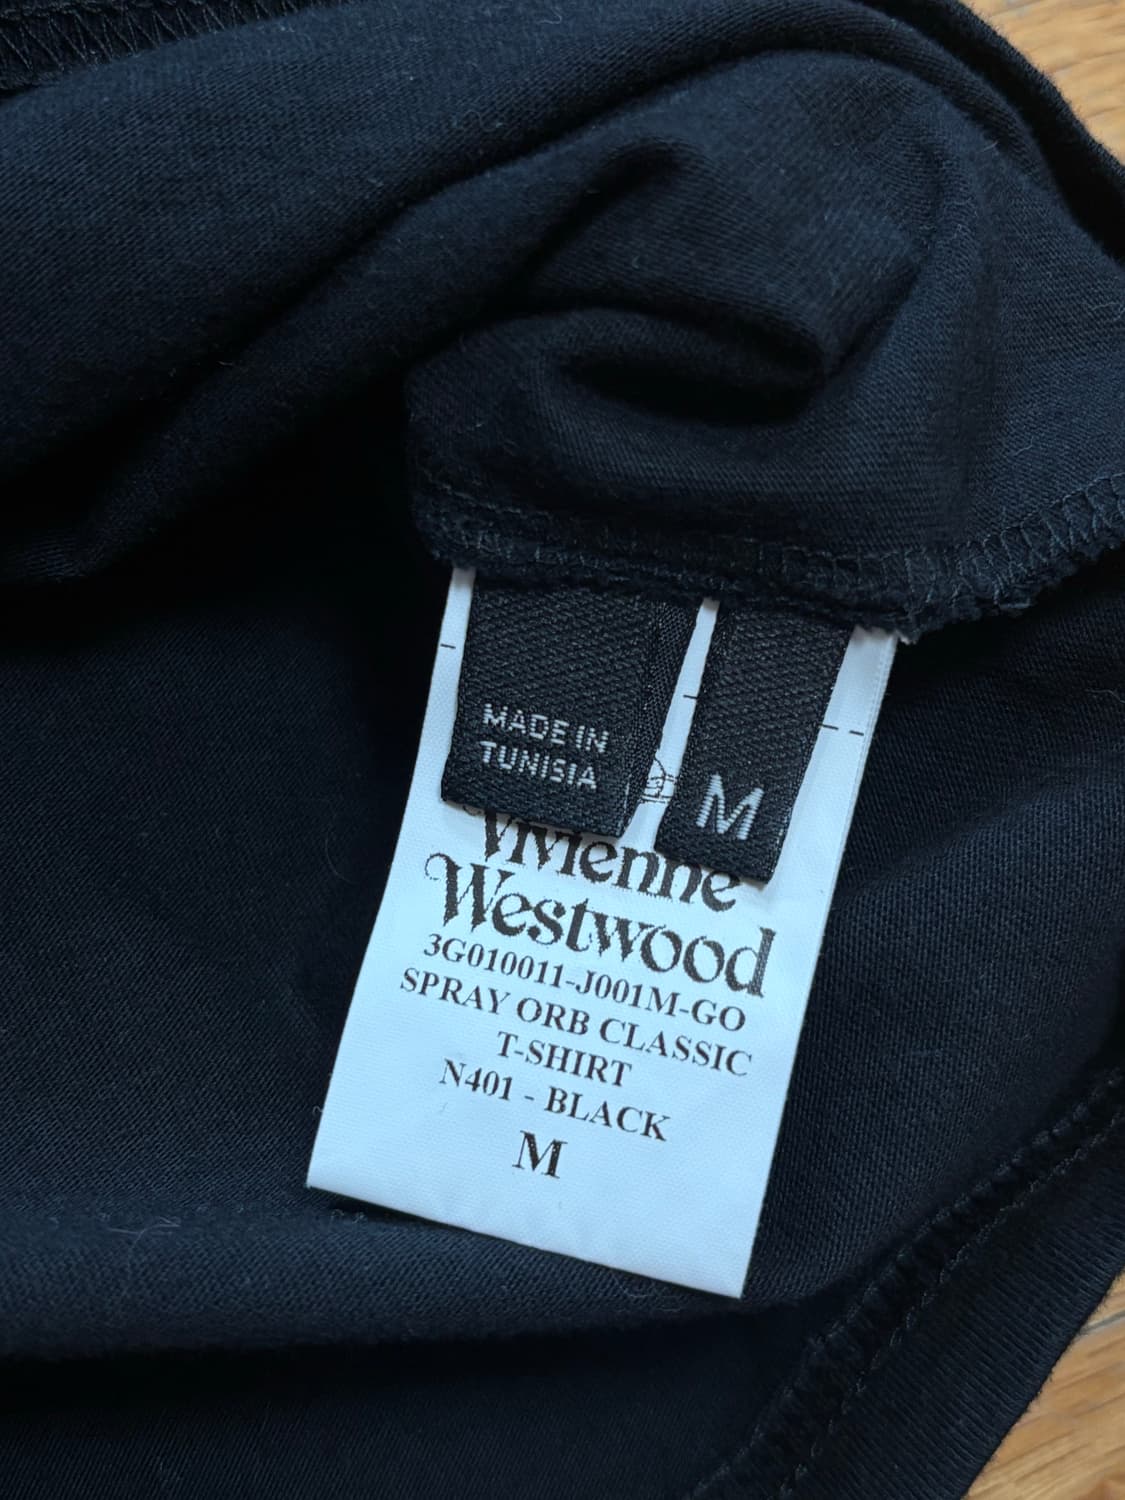 MADE IN
TUNISIA
M
Vivienne
Westwood
3G010011-J001M-GO
SPRAY ORB CLASSIC
T-SHIRT
N401 - BLACK
M